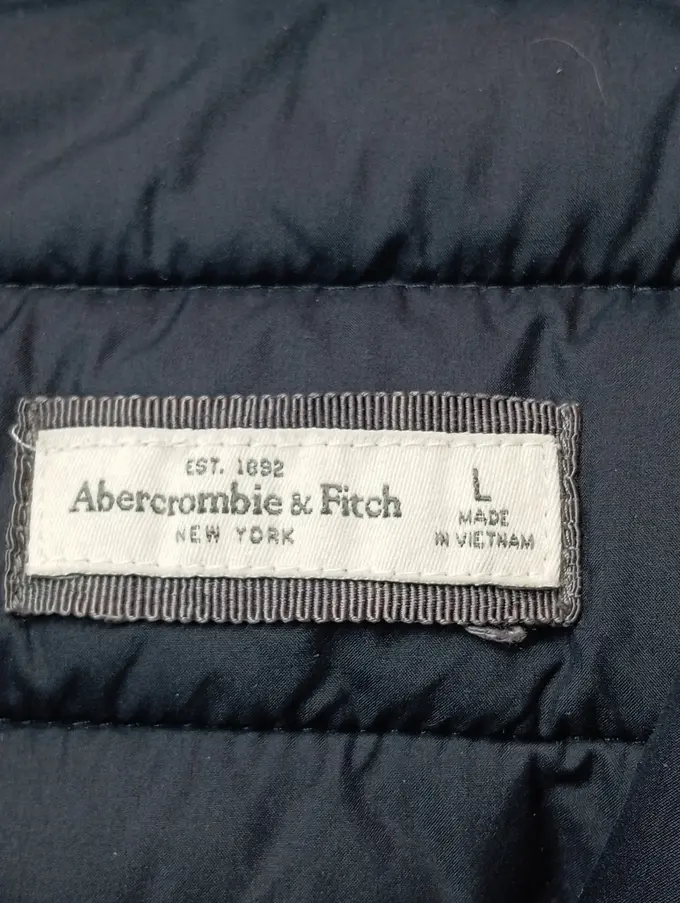 EST. 1892
Abercrombie & Fitch
NEW YORK
L
MADE
IN VIETNAM